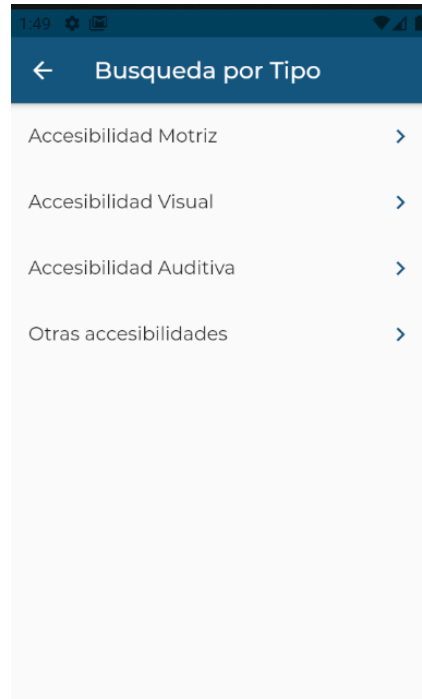 1:49
Busqueda por Tipo
Accesibilidad Motriz
Accesibilidad Visual
Accesibilidad Auditiva
Otras accesibilidades